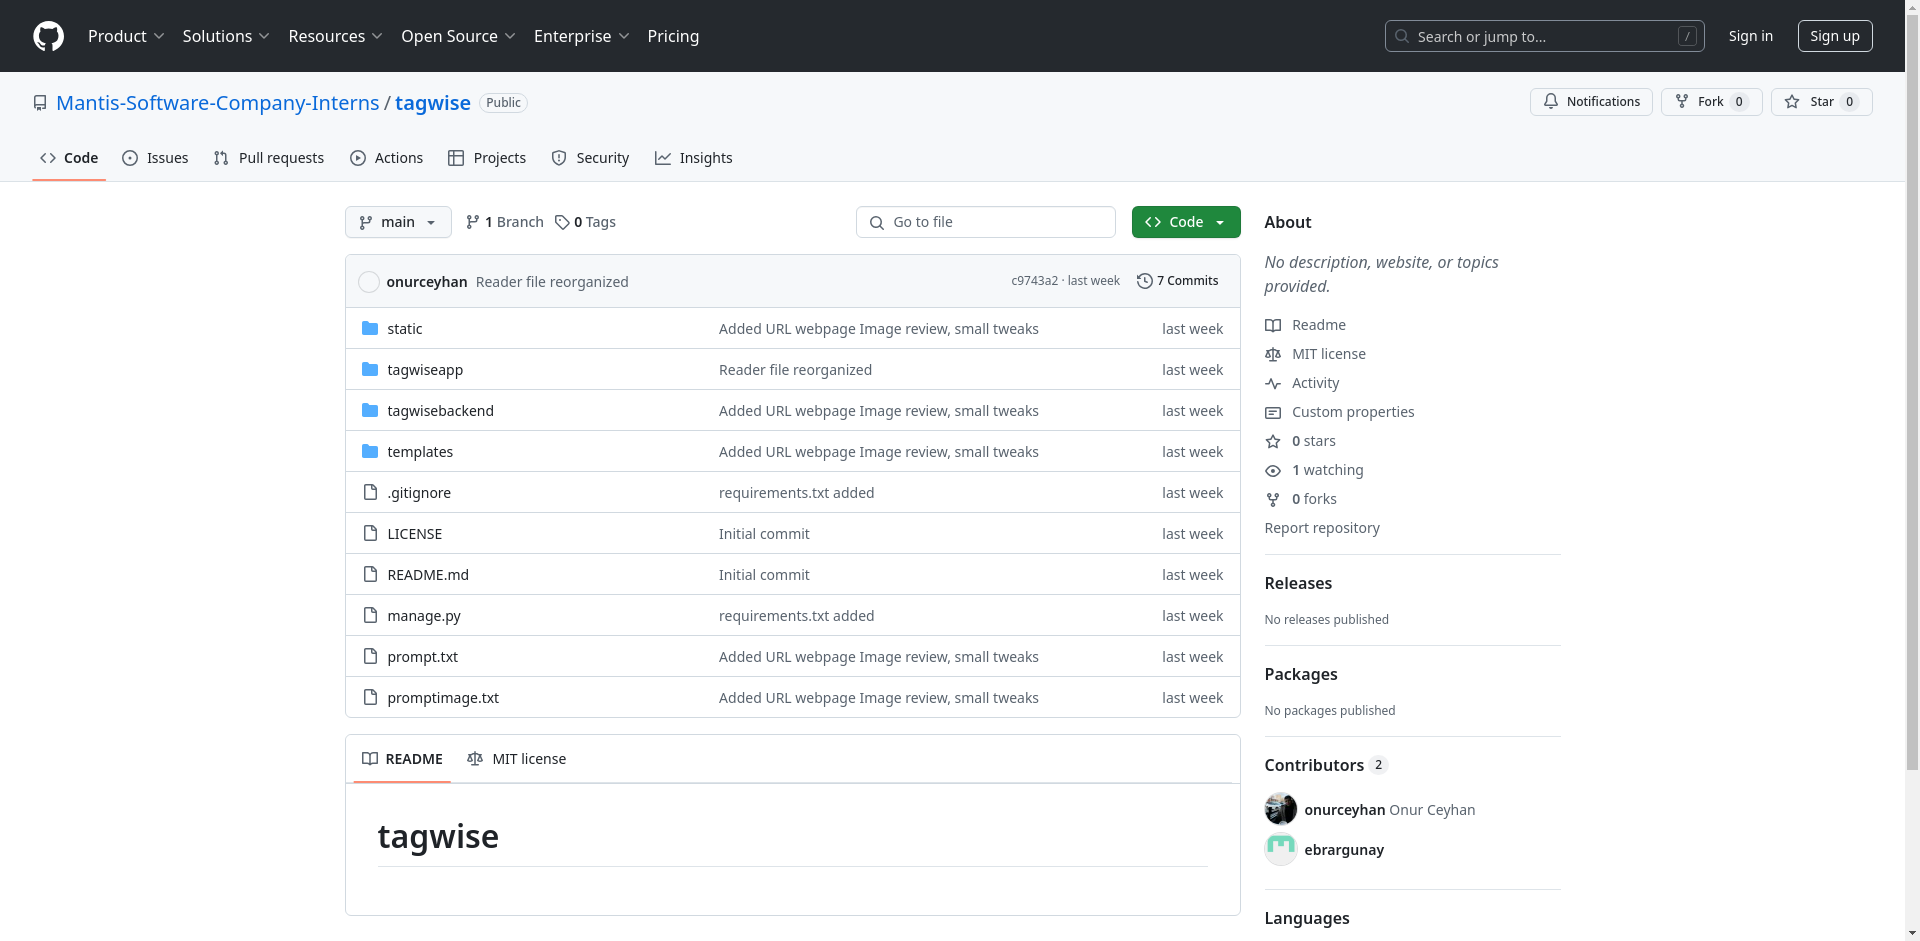 Product Solutions Resources Open Source Enterprise Pricing Search or jump to... / Sign in Sign up
Mantis-Software-Company-Interns / tagwise Public Notifications Fork 0 Star 0
Code Issues Pull requests Actions Projects Security Insights
main 1 Branch 0 Tags Go to file Code
onurceyhan Reader file reorganized c9743a2 · last week 7 Commits
static Added URL webpage Image review, small tweaks last week
tagwiseapp Reader file reorganized last week
tagwisebackend Added URL webpage Image review, small tweaks last week
templates Added URL webpage Image review, small tweaks last week
.gitignore requirements.txt added last week
LICENSE Initial commit last week
README.md Initial commit last week
manage.py requirements.txt added last week
prompt.txt Added URL webpage Image review, small tweaks last week
promptimage.txt Added URL webpage Image review, small tweaks last week
README MIT license
tagwise
About
No description, website, or topics
provided.
Readme
MIT license
Activity
Custom properties
0 stars
1 watching
0 forks
Report repository
Releases
No releases published
Packages
No packages published
Contributors 2
onurceyhan Onur Ceyhan
ebrargunay
Languages